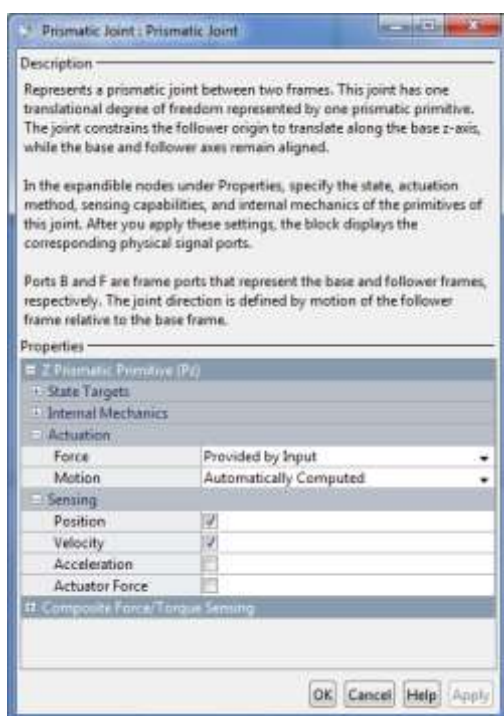 Prismatic Joint : Prismatic Joint
Description
Represents a prismatic joint between two frames. This joint has one
translational degree of freedom represented by one prismatic primitive.
The joint constrains the follower origin to translate along the base z-axis,
while the base and follower axes remain aligned.
In the expandible nodes under Properties, specify the state, actuation
method, sensing capabilities, and internal mechanics of the primitives of
this joint. After you apply these settings, the block displays the
corresponding physical signal ports.
Ports B and F are frame ports that represent the base and follower frames,
respectively. The joint direction is defined by motion of the follower
frame relative to the base frame.
Properties
Z Prismatic Primitive (Pz)
State Targets
Internal Mechanics
Actuation
Force Provided by Input
Motion Automatically Computed
Sensing
Position
Velocity
Acceleration
Actuator Force
Composite Force/Torque Sensing
OK Cancel Help Apply